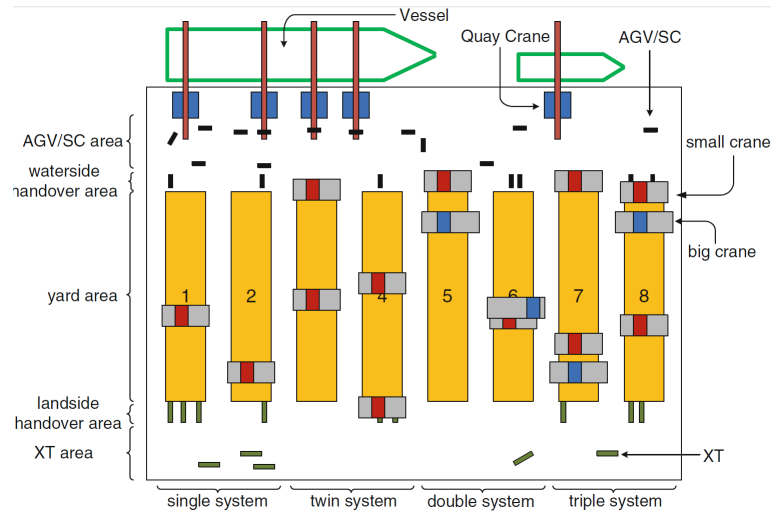 Vessel
Quay Crane
AGV/SC
AGV/SC area
waterside
handover area
small crane
big crane
yard area
1
2
4
5
6
7
8
landside
handover area
XT area
XT
single system
twin system
double system
triple system